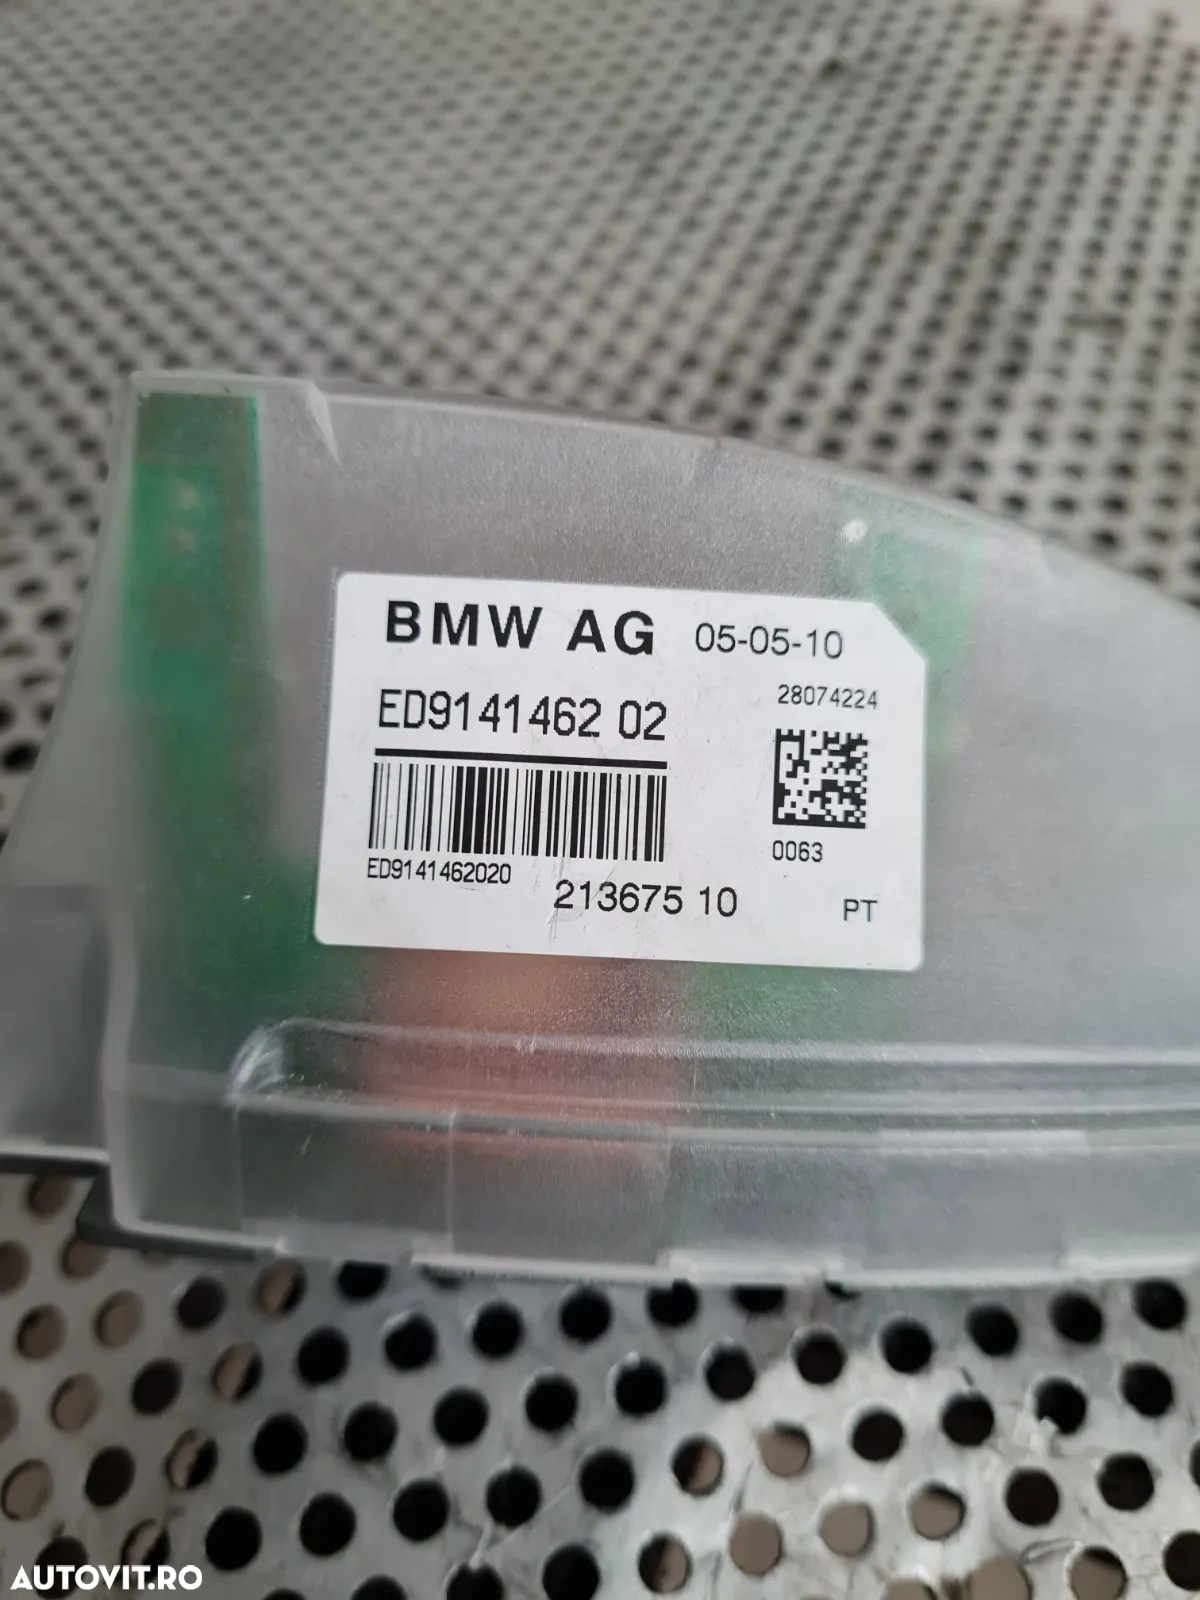 BMW AG 05-05-10
28074224
ED9141462 02
ED9141462020
0063
213675 10
PT
AUTOVIT.RO